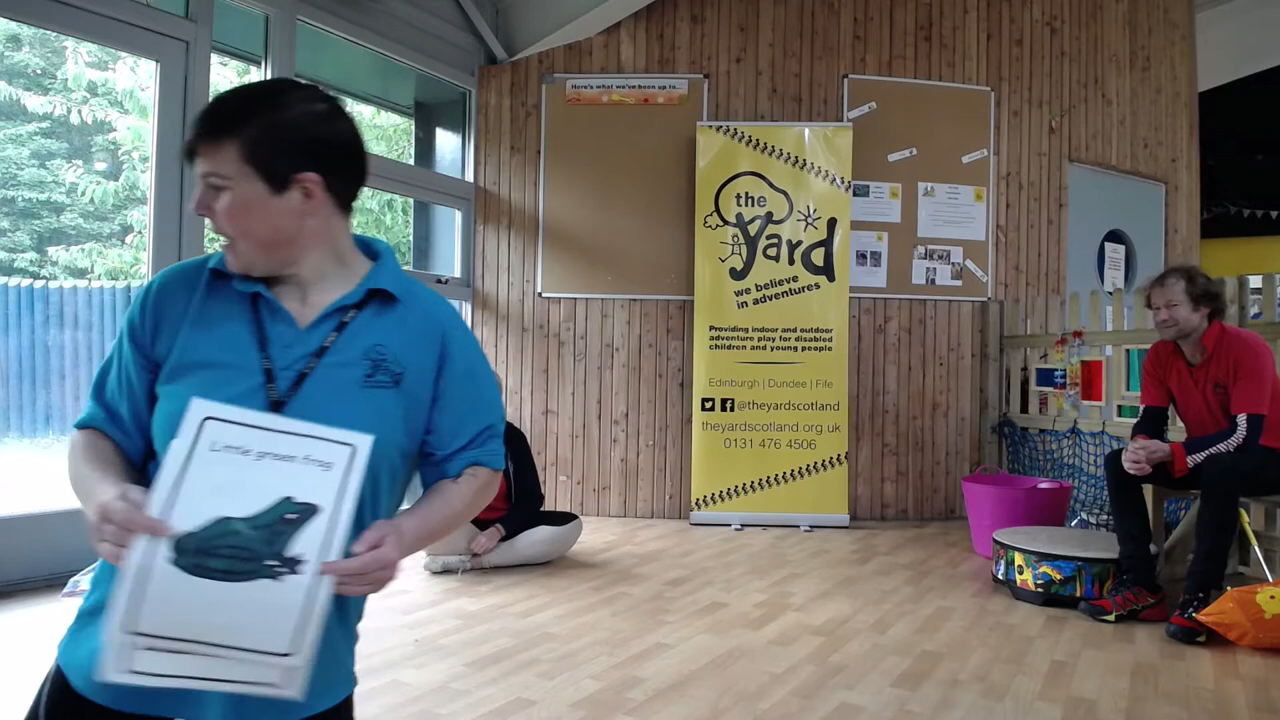 Here's what we've been up to...
the
yard
we believe
in adventures
Providing indoor and outdoor
adventure play for disabled
children and young people
Edinburgh | Dundee | Fife
@theyardscotland
theyardscotland.org.uk
0131 476 4506
Little green frog